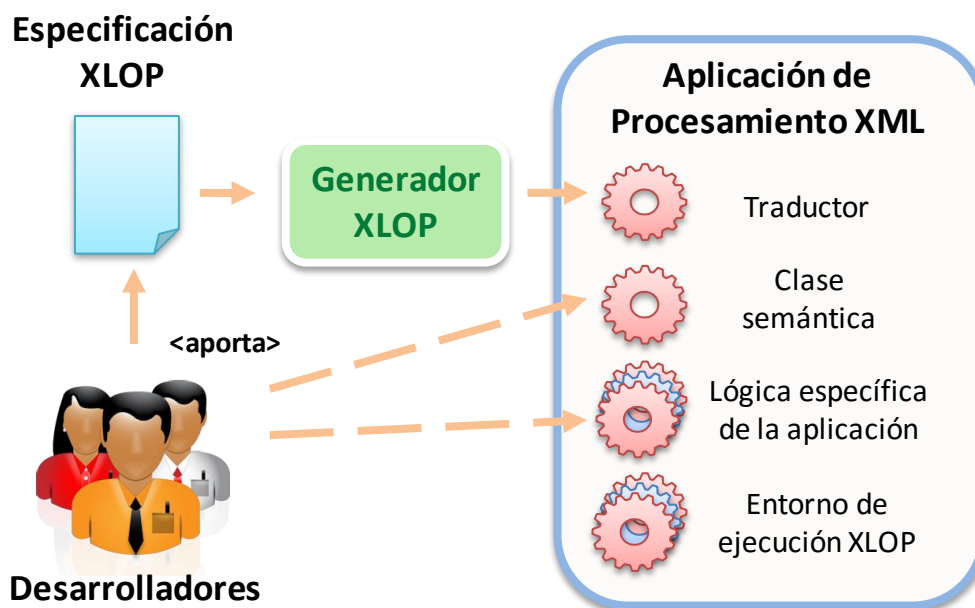 Especificación
XLOP
Generador
XLOP
<aporta>
Desarrolladores
Aplicación de
Procesamiento XML
Traductor
Clase
semántica
Lógica específica
de la aplicación
Entorno de
ejecución XLOP